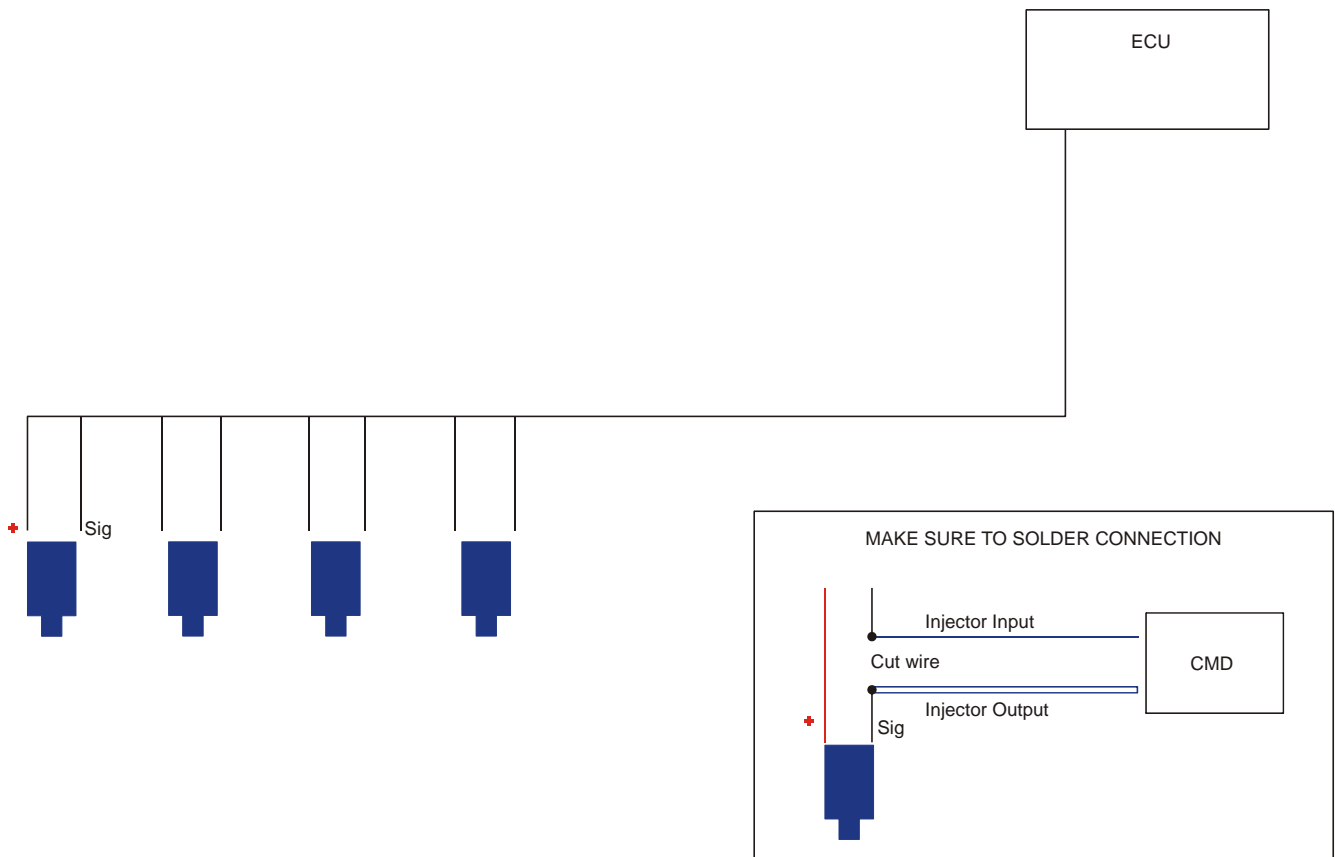 ECU
Sig
MAKE SURE TO SOLDER CONNECTION
Injector Input
Cut wire
CMD
Injector Output
Sig